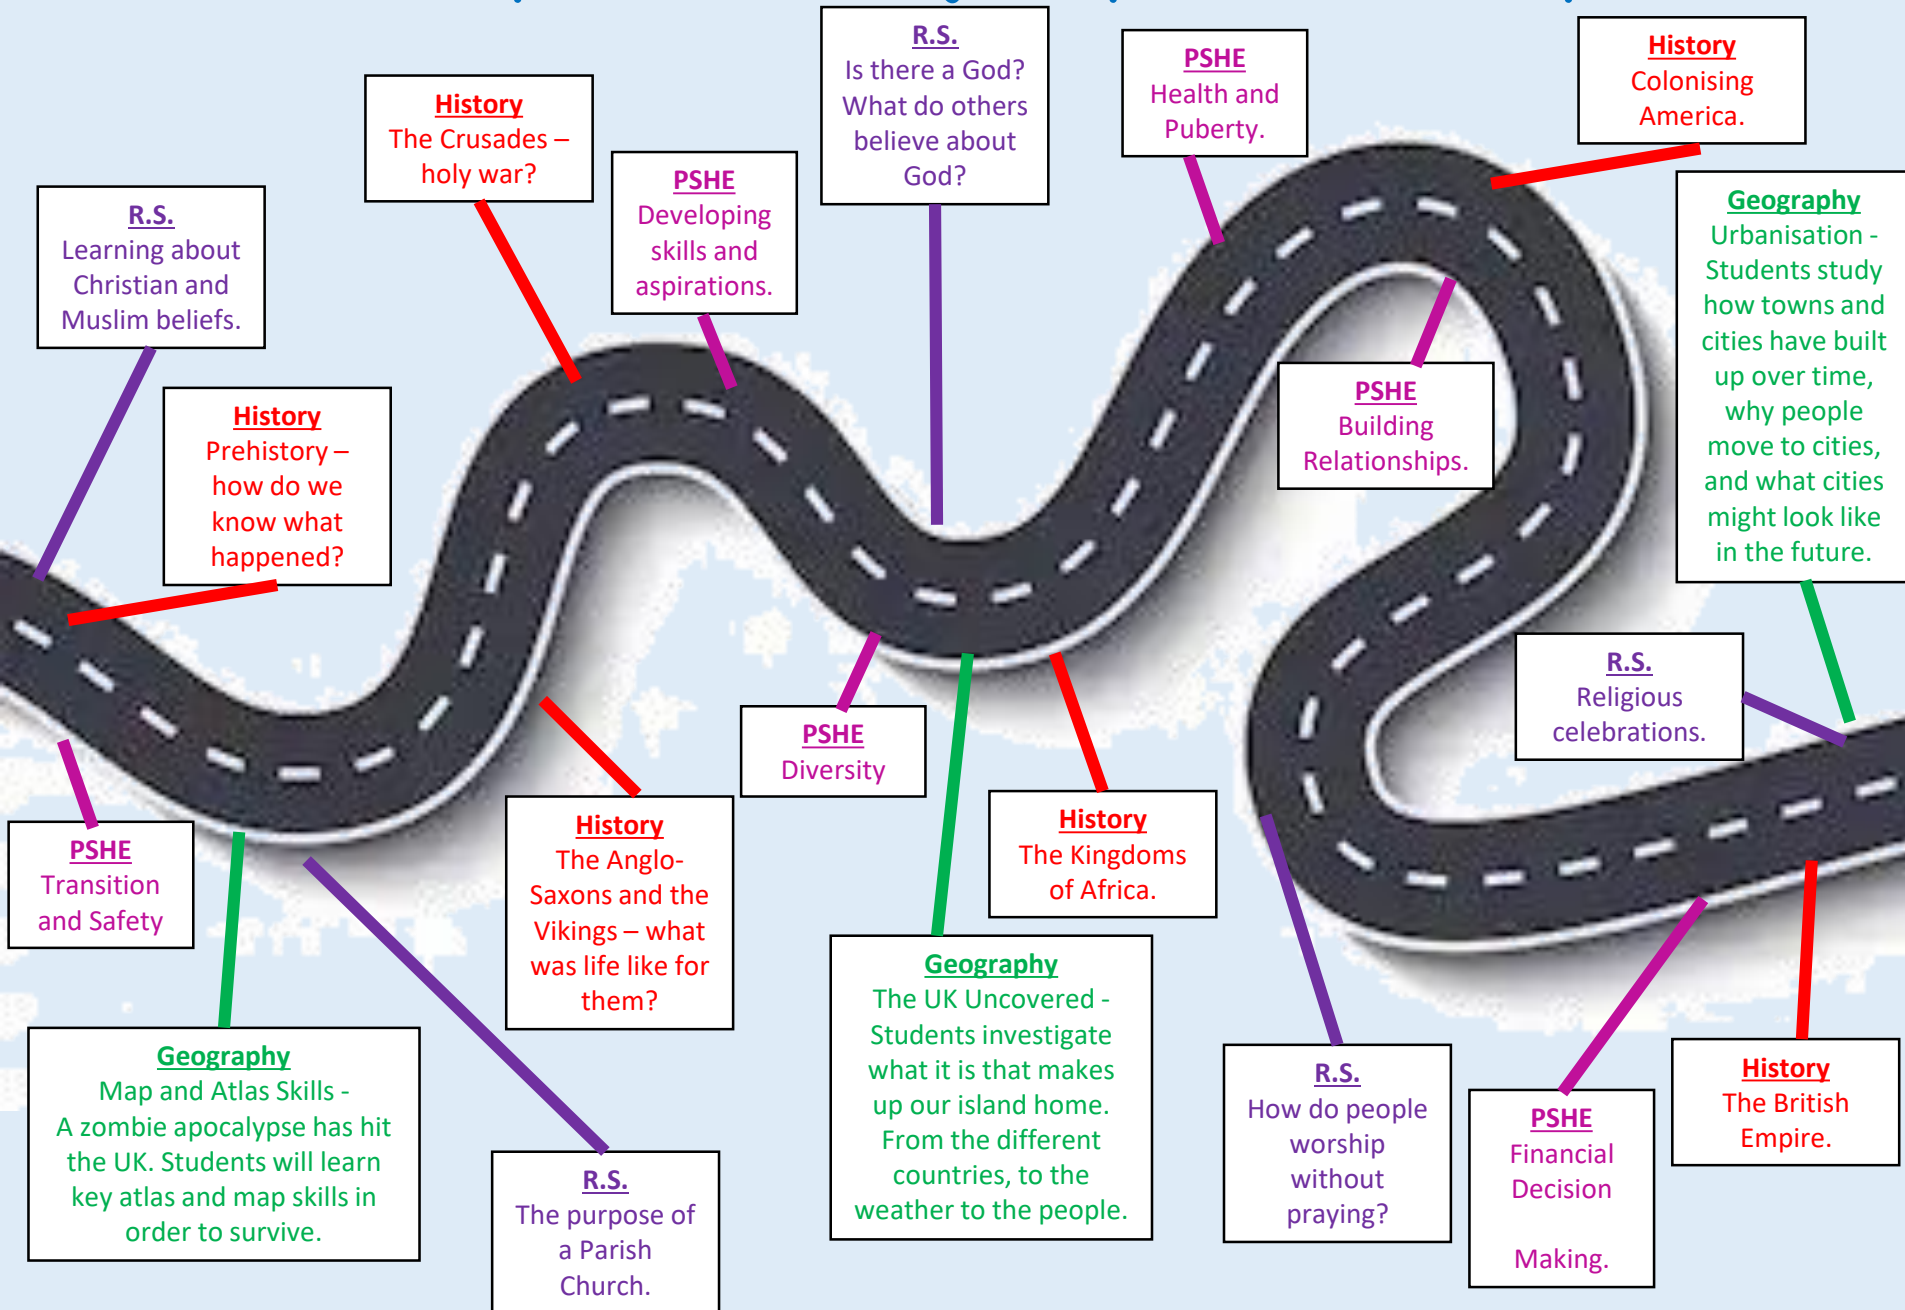 R.S.
Is there a God?
What do others
believe about
God?
PSHE
Health and
Puberty.
History
Colonising
America.
History
The Crusades –
holy war?
PSHE
Developing
skills and
aspirations.
Geography
Urbanisation -
Students study
how towns and
cities have built
up over time,
why people
move to cities,
and what cities
might look like
in the future.
R.S.
Learning about
Christian and
Muslim beliefs.
History
Prehistory –
how do we
know what
happened?
PSHE
Building
Relationships.
R.S.
Religious
celebrations.
PSHE
Diversity
PSHE
Transition
and Safety
History
The Anglo-
Saxons and the
Vikings – what
was life like for
them?
History
The Kingdoms
of Africa.
Geography
The UK Uncovered -
Students investigate
what it is that makes
up our island home.
From the different
countries, to the
weather to the people.
Geography
Map and Atlas Skills -
A zombie apocalypse has hit
the UK. Students will learn
key atlas and map skills in
order to survive.
R.S.
The purpose of
a Parish
Church.
R.S.
How do people
worship
without
praying?
PSHE
Financial
Decision
Making.
History
The British
Empire.